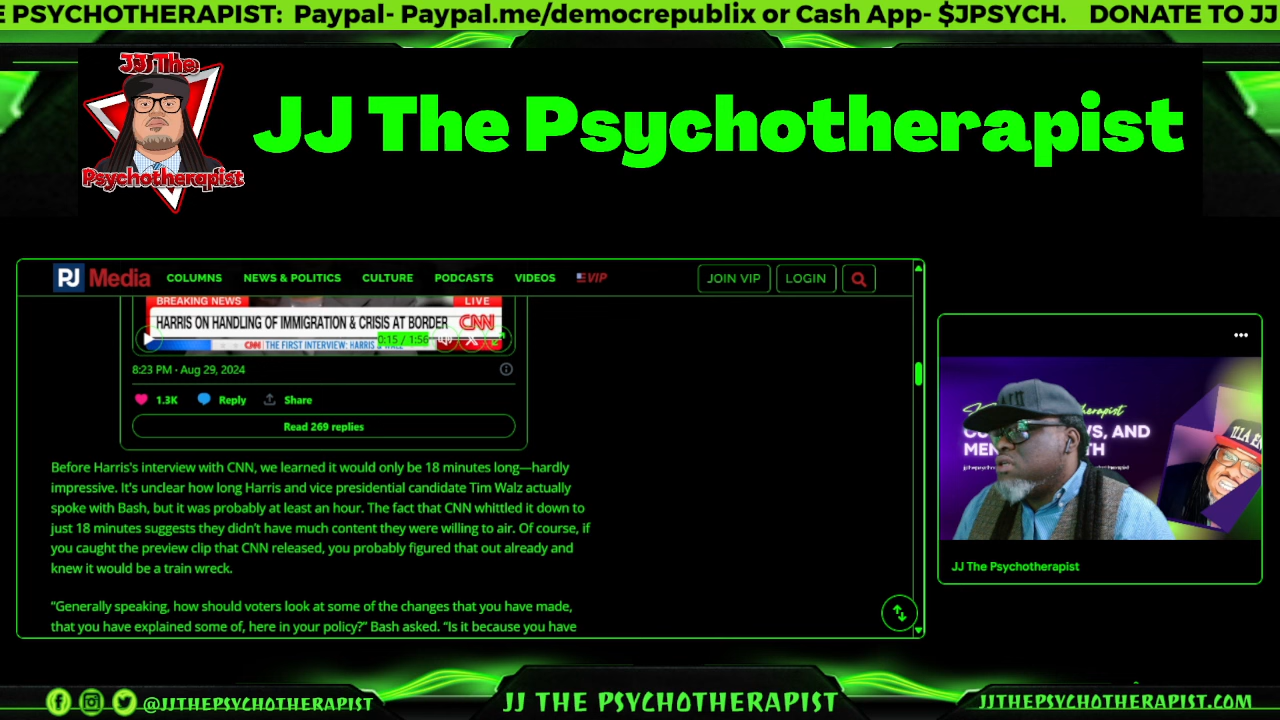 E PSYCHOTHERAPIST: Paypal- Paypal.me/democrepublix or Cash App- $JPSYCH. DONATE TO JJ
JJ The
Psychotherapist
JJ The Psychotherapist
PJ Media COLUMNS NEWS & POLITICS CULTURE PODCASTS VIDEOS VIP JOIN VIP LOGIN
BREAKING NEWS LIVE
HARRIS ON HANDLING OF IMMIGRATION & CRISIS AT BORDER CNN
0:15 / 1:56
CNN THE FIRST INTERVIEW: HARRIS
8:23 PM · Aug 29, 2024
1.3K Reply Share
Read 269 replies
Before Harris's interview with CNN, we learned it would only be 18 minutes long—hardly
impressive. It's unclear how long Harris and vice presidential candidate Tim Walz actually
spoke with Bash, but it was probably at least an hour. The fact that CNN whittled it down to
just 18 minutes suggests they didn't have much content they were willing to air. Of course, if
you caught the preview clip that CNN released, you probably figured that out already and
knew it would be a train wreck.
“Generally speaking, how should voters look at some of the changes that you have made,
that you have explained some of, here in your policy?” Bash asked. “Is it because you have
JJ The Psychotherapist
@JJTHEPSYCHOTHERAPIST
JJ THE PSYCHOTHERAPIST
JJTHEPSYCHOTHERAPIST.COM